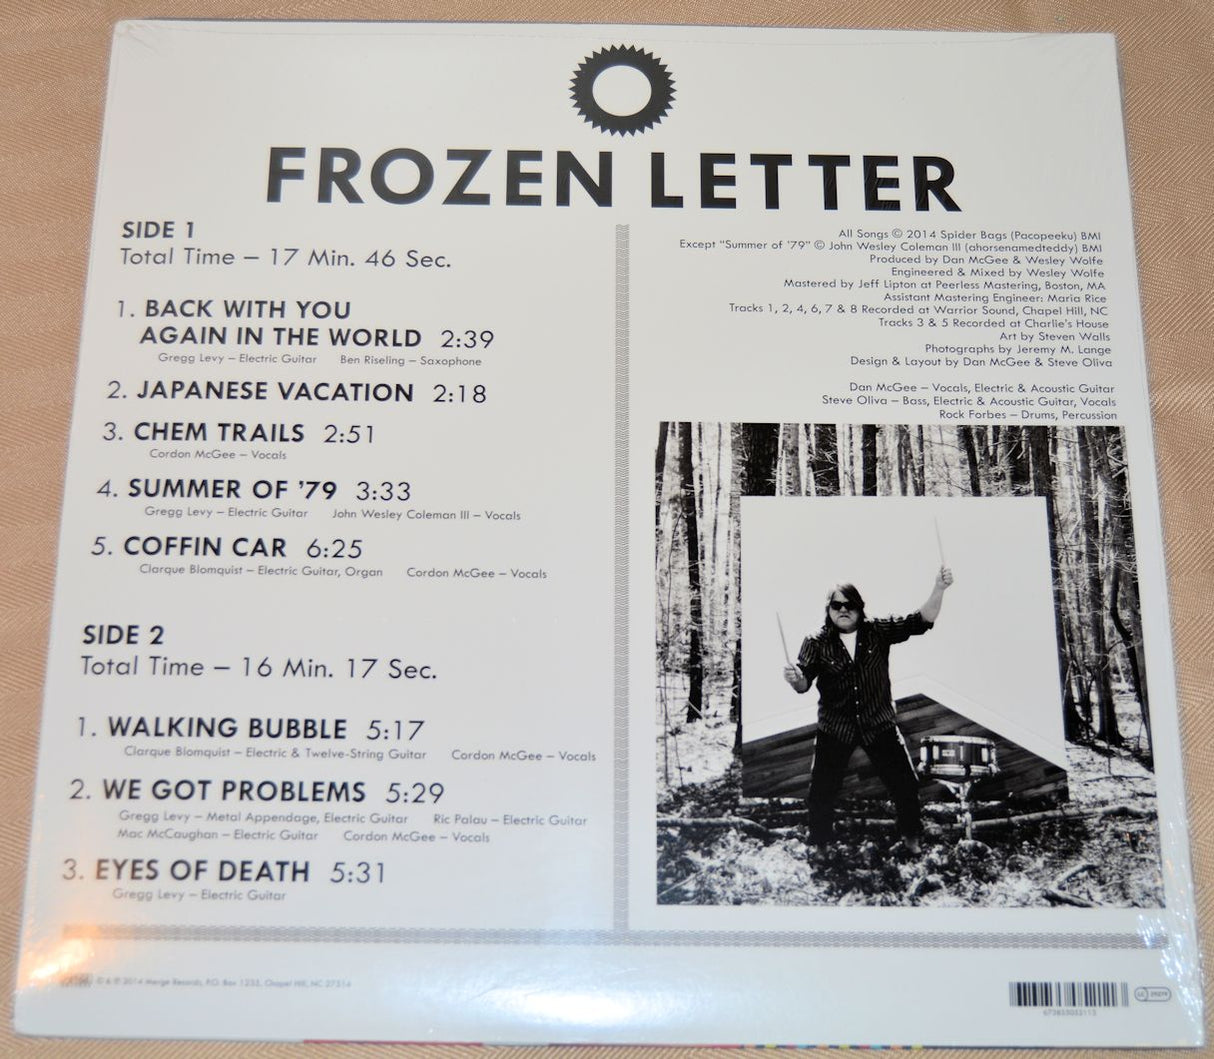 FROZEN LETTER
SIDE 1
Total Time – 17 Min. 46 Sec.
1. BACK WITH YOU
AGAIN IN THE WORLD 2:39
Gregg Levy – Electric Guitar Ben Riseling – Saxophone
2. JAPANESE VACATION 2:18
3. CHEM TRAILS 2:51
Cordon McGee – Vocals
4. SUMMER OF ’79 3:33
Gregg Levy – Electric Guitar John Wesley Coleman III – Vocals
5. COFFIN CAR 6:25
Clarque Blomquist – Electric Guitar, Organ Cordon McGee – Vocals
SIDE 2
Total Time – 16 Min. 17 Sec.
1. WALKING BUBBLE 5:17
Clarque Blomquist – Electric & Twelve-String Guitar Cordon McGee – Vocals
2. WE GOT PROBLEMS 5:29
Gregg Levy – Metal Appendage, Electric Guitar Ric Palau – Electric Guitar
Mac McCaughan – Electric Guitar Cordon McGee – Vocals
3. EYES OF DEATH 5:31
Gregg Levy – Electric Guitar
All Songs © 2014 Spider Bags (Pacopeeku) BMI
Except "Summer of '79" © John Wesley Coleman III (ahorsenamedteddy) BMI
Produced by Dan McGee & Wesley Wolfe
Engineered & Mixed by Wesley Wolfe
Mastered by Jeff Lipton at Peerless Mastering, Boston, MA
Assistant Mastering Engineer: Maria Rice
Tracks 1, 2, 4, 6, 7 & 8 Recorded at Warrior Sound, Chapel Hill, NC
Tracks 3 & 5 Recorded at Charlie's House
Art by Steven Walls
Photographs by Jeremy M. Lange
Design & Layout by Dan McGee & Steve Oliva
Dan McGee – Vocals, Electric & Acoustic Guitar
Steve Oliva – Bass, Electric & Acoustic Guitar, Vocals
Rock Forbes – Drums, Percussion
© & ℗ 2014 Merge Records, P.O. Box 1235, Chapel Hill, NC 27514
LC